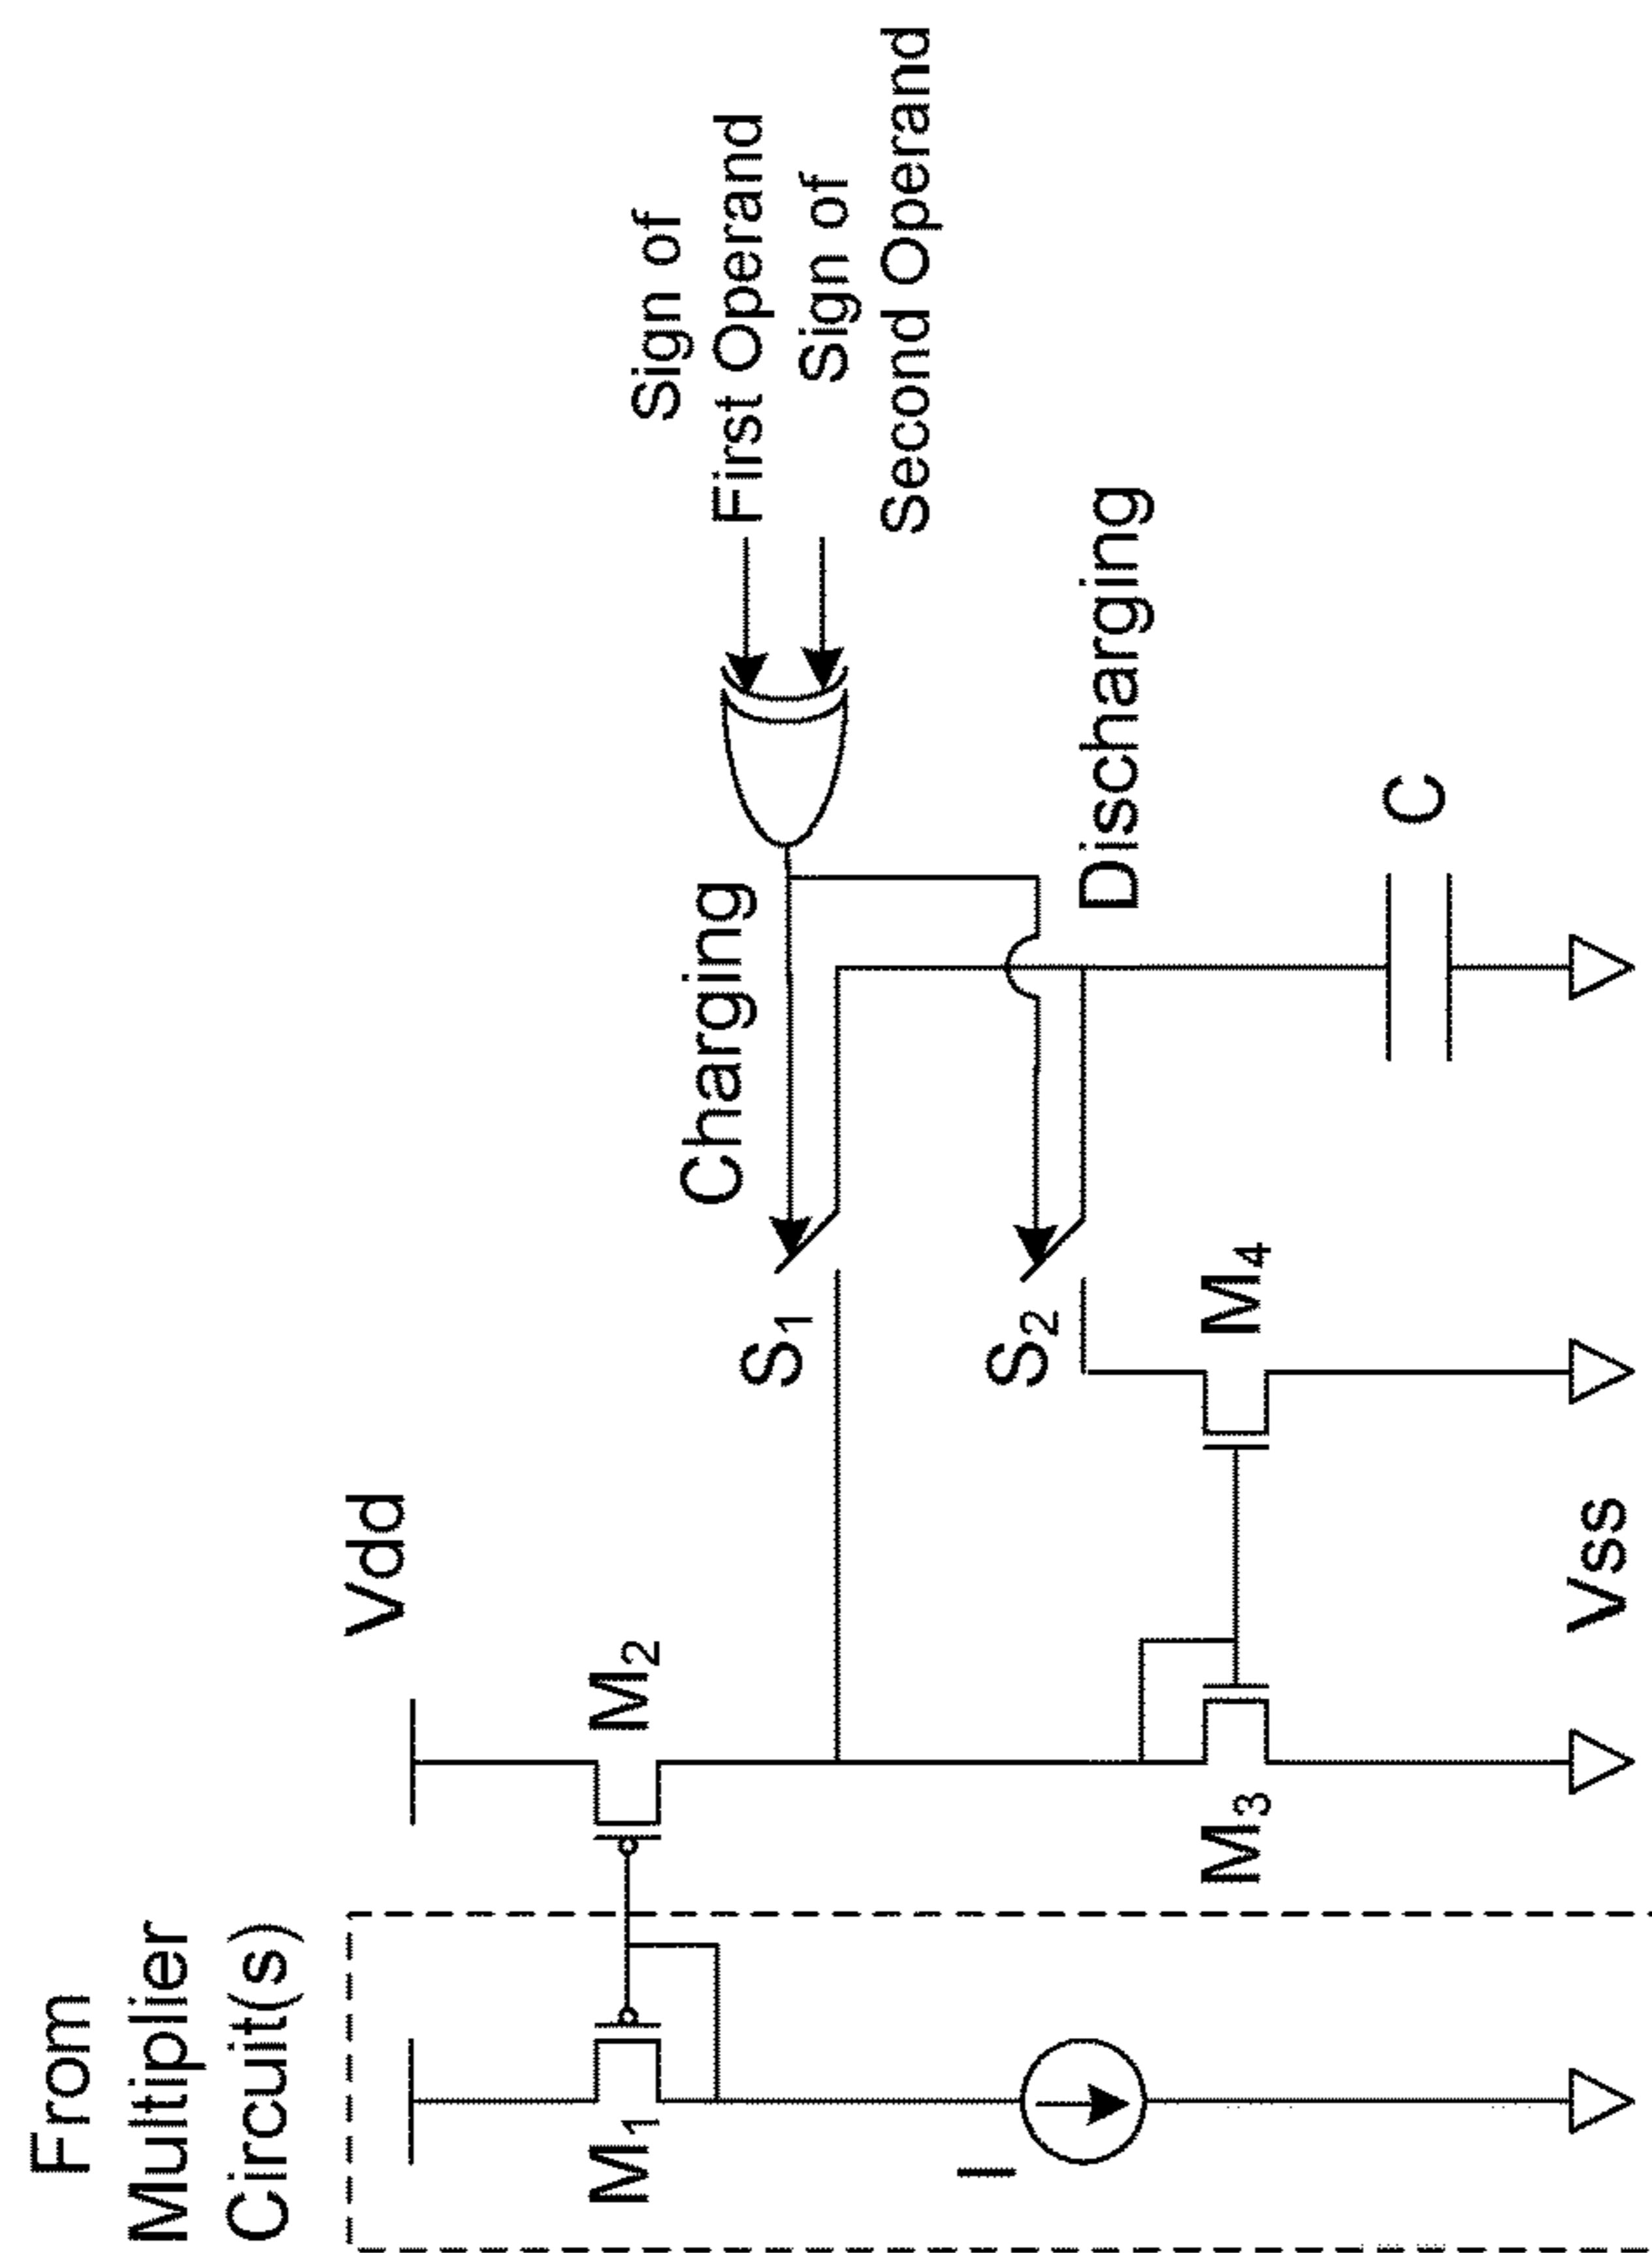 From
Multiplier
Circuit(s)
Vdd
M1
M2
I
M3
Vss
S1
S2
M4
Charging
Discharging
C
Sign of
First Operand
Sign of
Second Operand